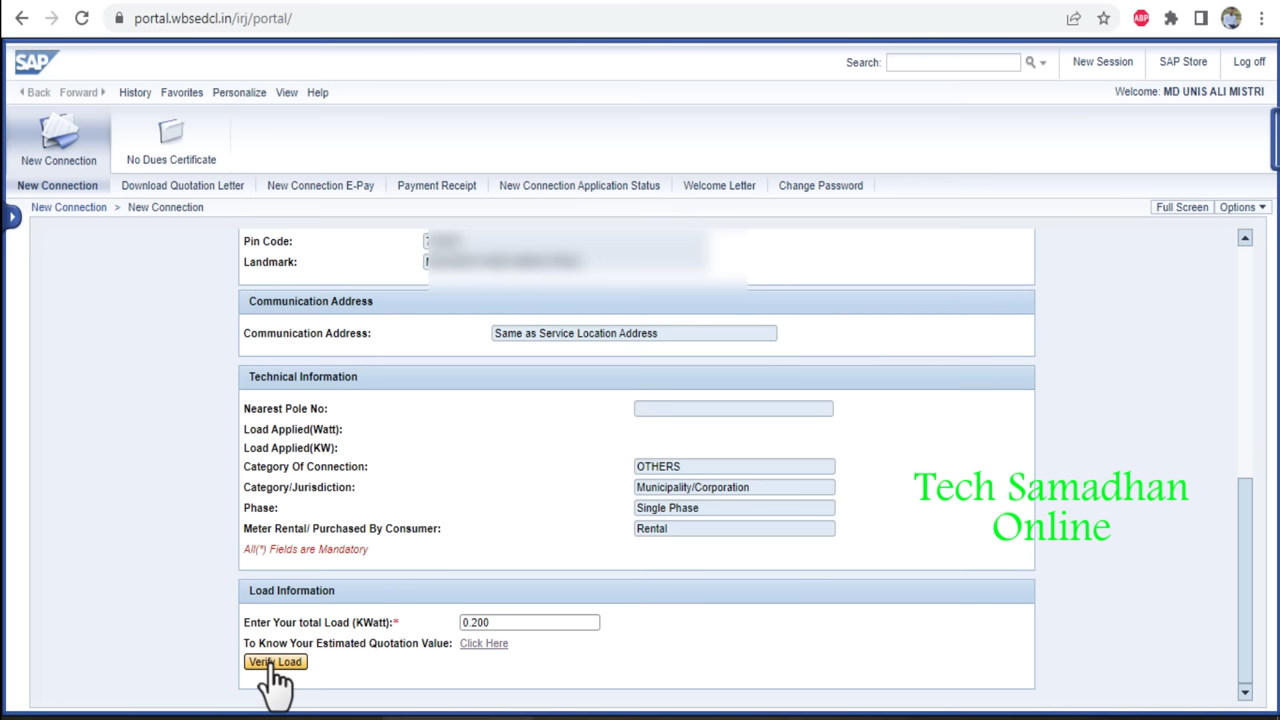 portal.wbsedcl.in/irj/portal/
ABP
SAP
Search:
New Session
SAP Store
Log off
Back Forward History Favorites Personalize View Help
Welcome: MD UNIS ALI MISTRI
New Connection
No Dues Certificate
New Connection Download Quotation Letter New Connection E-Pay Payment Receipt New Connection Application Status Welcome Letter Change Password
New Connection > New Connection
Full Screen Options
Pin Code:
Landmark:
Communication Address
Communication Address: Same as Service Location Address
Technical Information
Nearest Pole No:
Load Applied(Watt):
Load Applied(KW):
Category Of Connection: OTHERS
Category/Jurisdiction: Municipality/Corporation
Phase: Single Phase
Meter Rental/ Purchased By Consumer: Rental
All(*) Fields are Mandatory
Tech Samadhan
Online
Load Information
Enter Your total Load (KWatt):* 0.200
To Know Your Estimated Quotation Value: Click Here
Verify Load